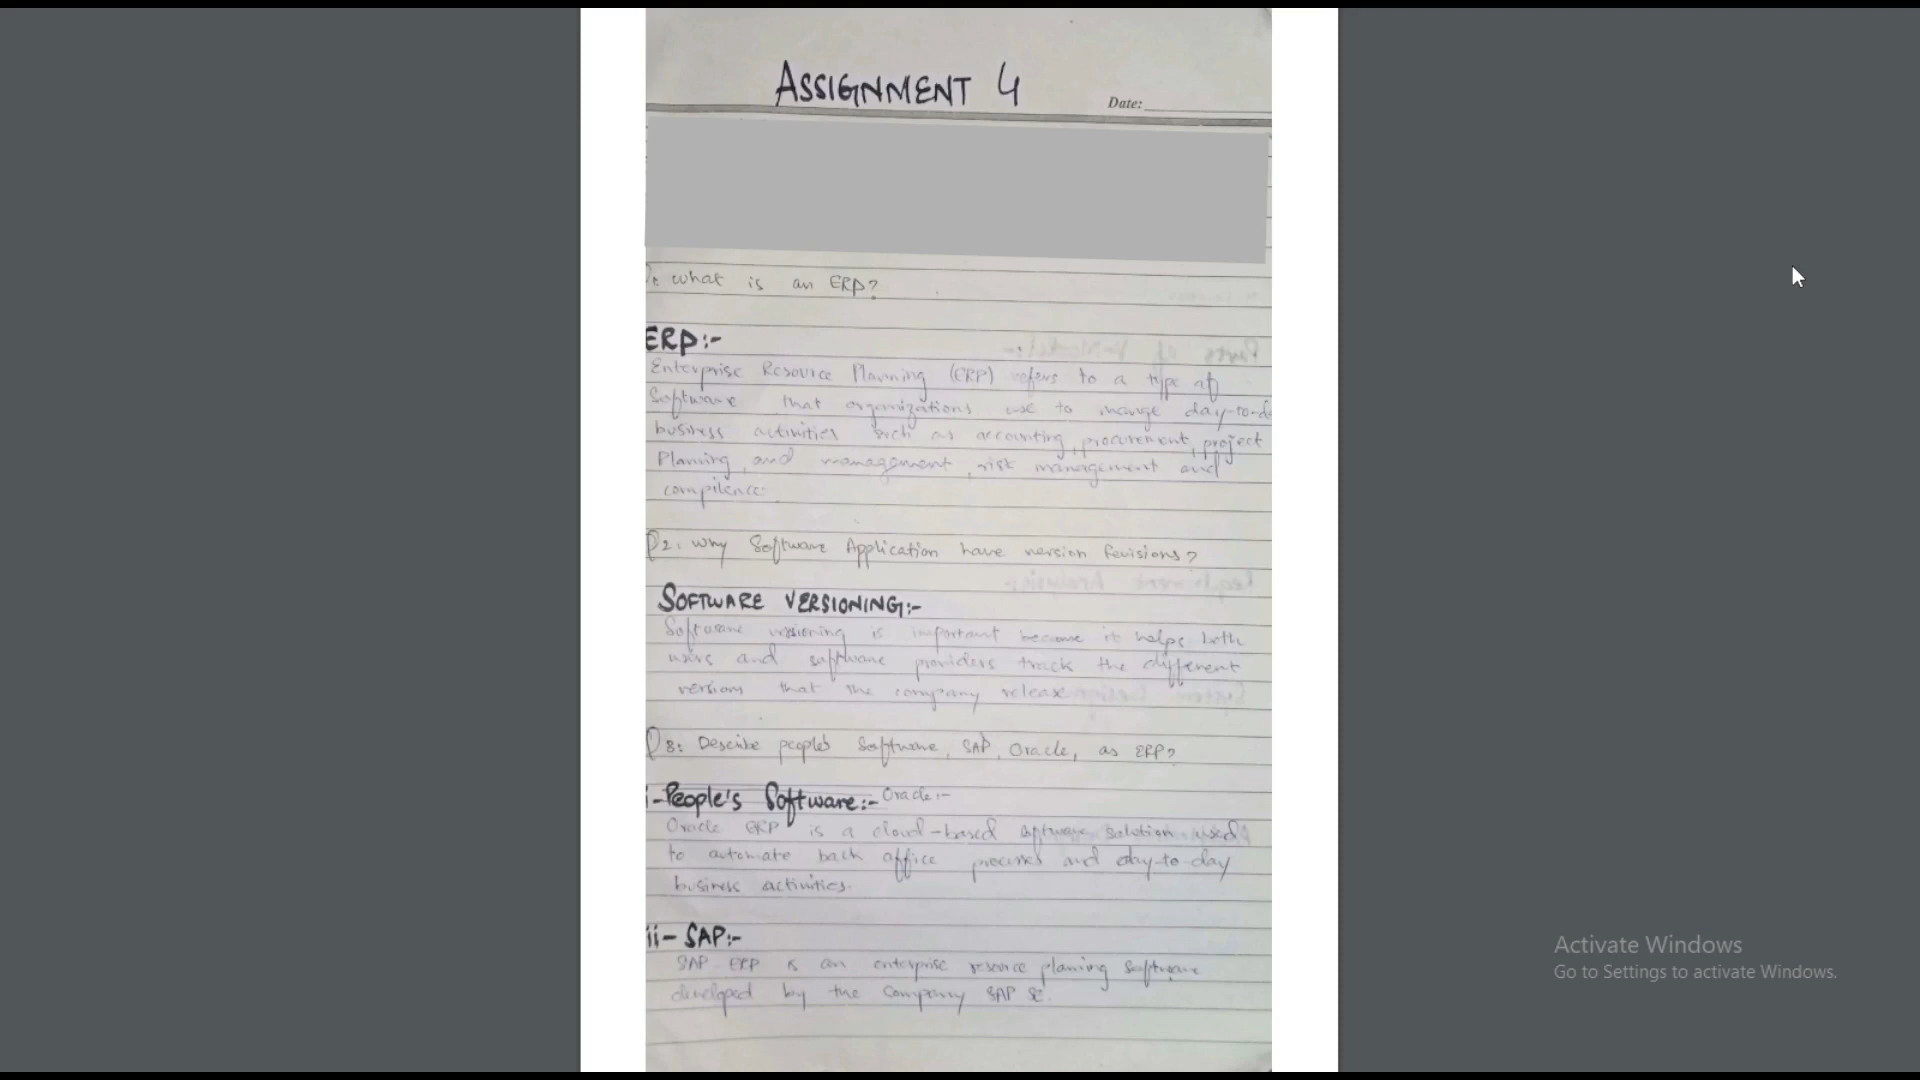 ASSIGNMENT 4
Date:
what is an ERP?
ERP:-
Enterprise Resource Planning (ERP) refers to a type of
Software that organizations use to mange day-to-d
business activities such as accounting, procurement, project
Planning, and management, risk management and
compilence.
Q2. Why Software Application have version Revisions?
SOFTWARE VERSIONING:-
Software versioning is important because it helps both
users and software providers track the different
versions that the company release
Q3: Describe people's Software, SAP, Oracle, as ERP?
i-People's Software:- Oracle:-
Oracle ERP is a cloud-based solution used
to automate back office and day-to-day
business activities.
ii- SAP:-
SAP ERP is an enterprise resource planning Software
developed by the Company SAP SE.
Activate Windows
Go to Settings to activate Windows.